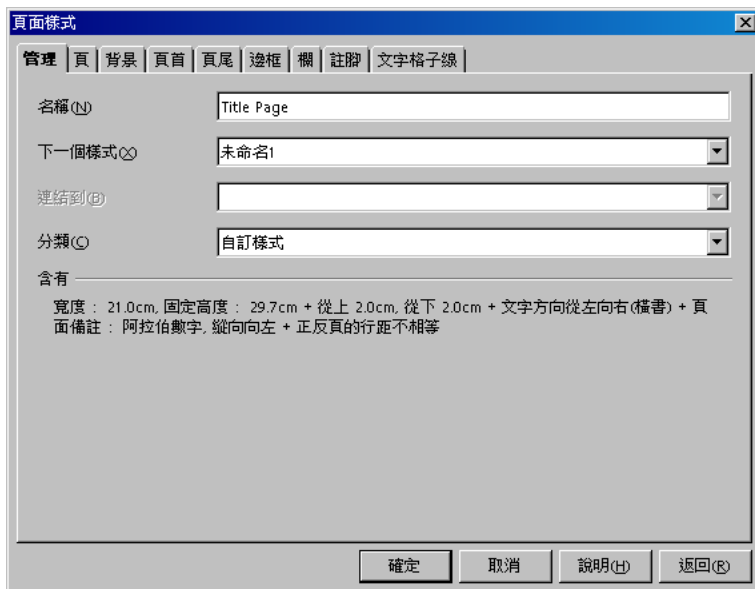 頁面樣式
管理 頁 背景 頁首 頁尾 邊框 欄 註腳 文字格子線
名稱(N) Title Page
下一個樣式(X) 未命名1
連結到(B)
分類(C) 自訂樣式
含有
寬度： 21.0cm, 固定高度： 29.7cm + 從上 2.0cm, 從下 2.0cm + 文字方向從左向右(橫書) + 頁
面備註： 阿拉伯數字, 縱向向左 + 正反頁的行距不相等
確定 取消 說明(H) 返回(R)